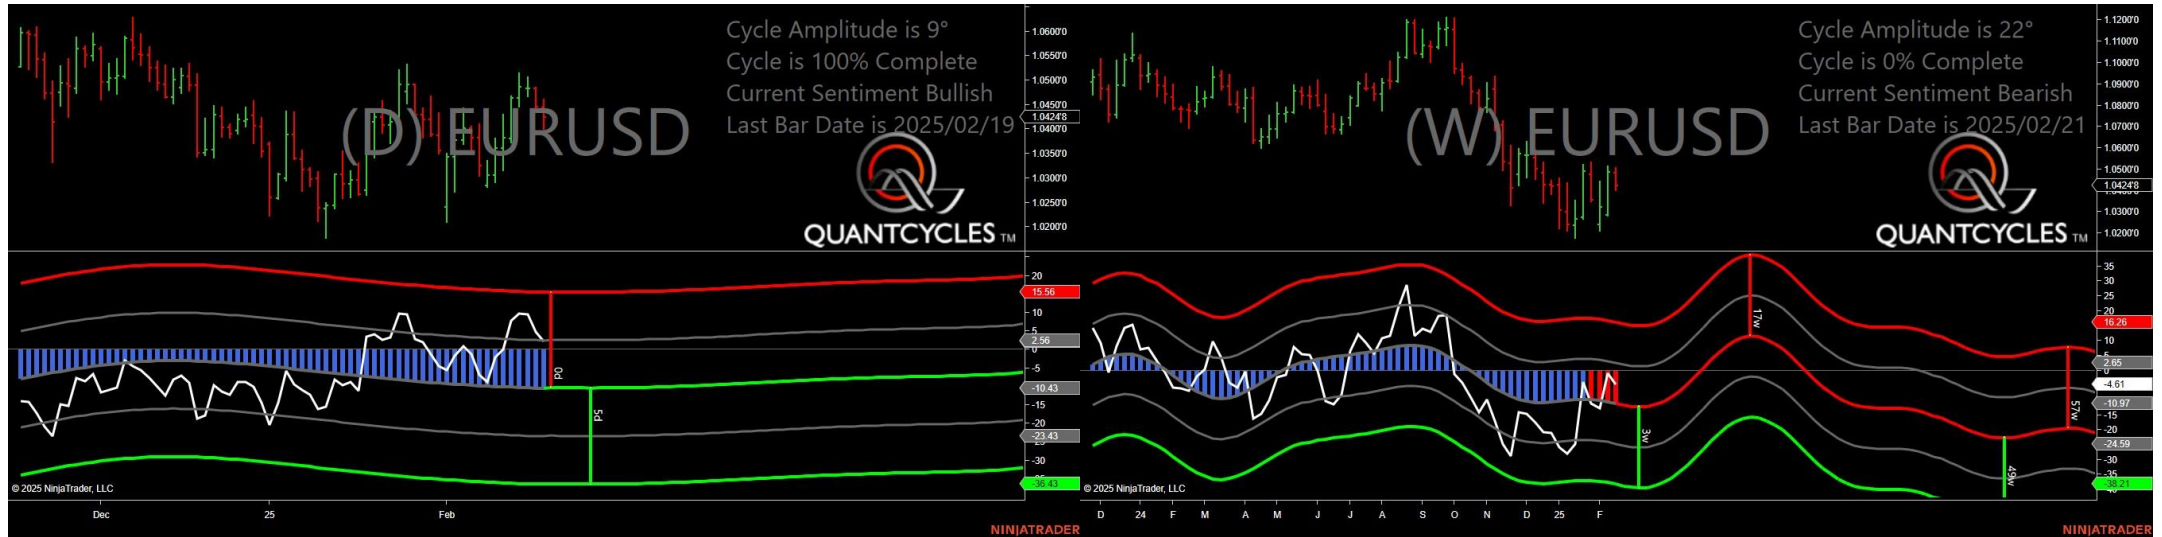 Cycle Amplitude is 9°
Cycle is 100% Complete
Current Sentiment Bullish
Last Bar Date is 2025/02/19
(D) EURUSD
QUANTCYCLES TM
1.0600'0
1.0550'0
1.0500'0
1.0450'0
1.0424'8
1.0400'0
1.0350'0
1.0300'0
1.0250'0
1.0200'0
20
15.56
10
5
2.56
0
-5
-10.43
-15
-20
-23.43
-30
-36.43
0d
5d
© 2025 NinjaTrader, LLC
Dec
25
Feb
NINJATRADER
Cycle Amplitude is 22°
Cycle is 0% Complete
Current Sentiment Bearish
Last Bar Date is 2025/02/21
(W) EURUSD
QUANTCYCLES TM
1.1200'0
1.1100'0
1.1000'0
1.0900'0
1.0800'0
1.0700'0
1.0600'0
1.0500'0
1.0424'8
1.0300'0
1.0200'0
35
30
25
20
16.26
10
5
2.65
0
-4.61
-10.97
-15
-20
-24.59
-30
-35
-38.21
17w
3w
57w
49w
© 2025 NinjaTrader, LLC
D
24
F
M
A
M
J
J
A
S
O
N
D
25
F
NINJATRADER